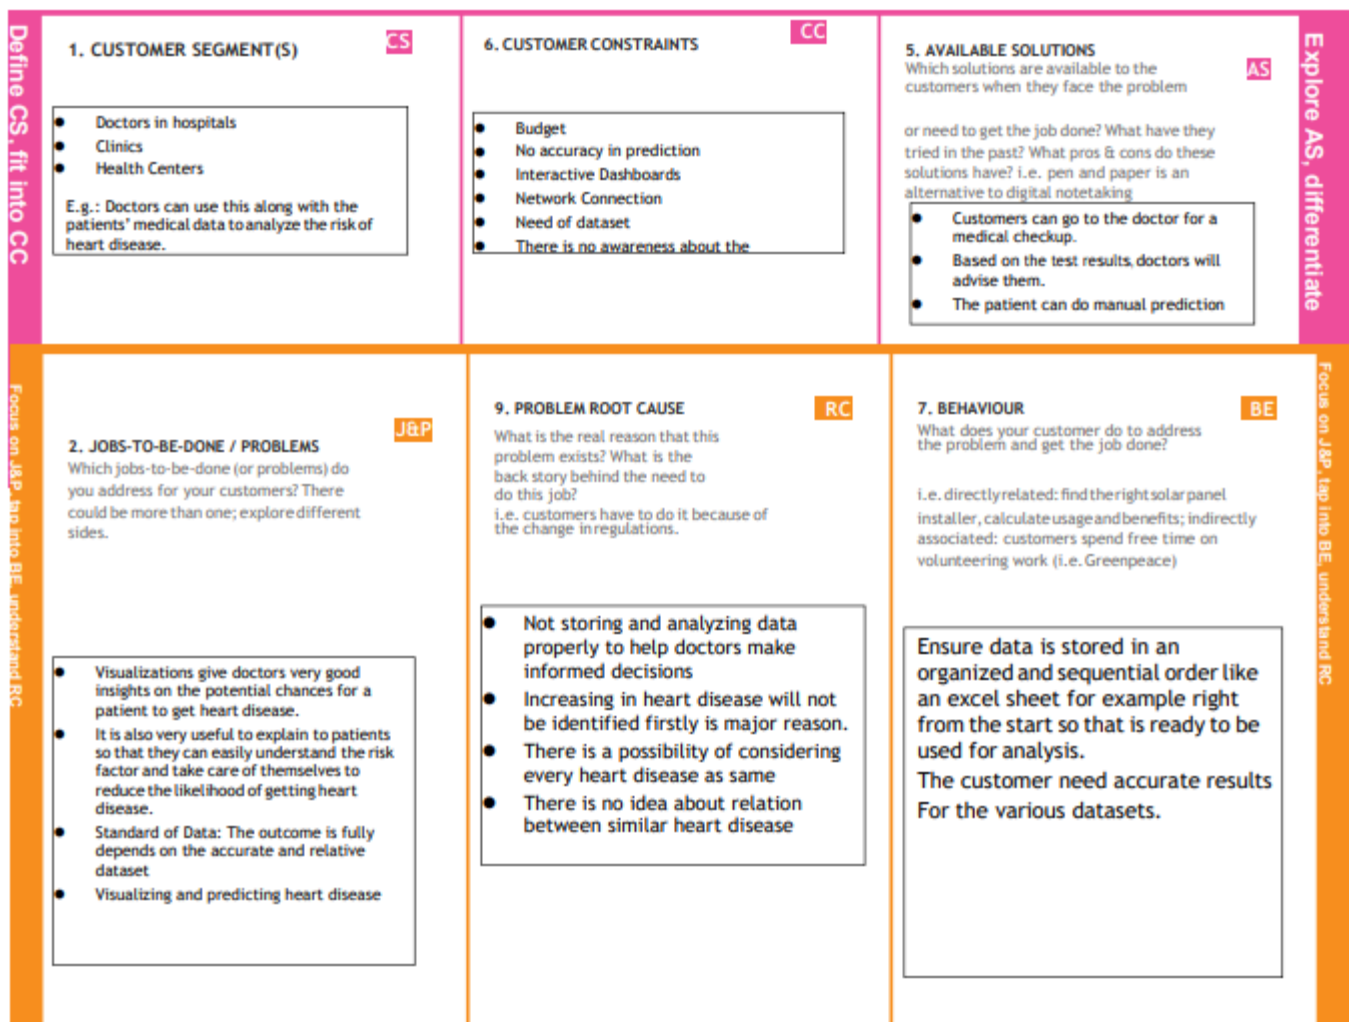 Define CS, fit into CC
1. CUSTOMER SEGMENT(S)
CS
Doctors in hospitals
Clinics
Health Centers
E.g.: Doctors can use this along with the
patients' medical data to analyze the risk of
heart disease.
6. CUSTOMER CONSTRAINTS
CC
Budget
No accuracy in prediction
Interactive Dashboards
Network Connection
Need of dataset
There is no awareness about the
5. AVAILABLE SOLUTIONS
AS
Which solutions are available to the
customers when they face the problem
or need to get the job done? What have they
tried in the past? What pros & cons do these
solutions have? i.e. pen and paper is an
alternative to digital notetaking
Customers can go to the doctor for a
medical checkup.
Based on the test results, doctors will
advise them.
The patient can do manual prediction
Explore AS, differentiate
Focus on J&P, tap into BE, understand RC
J&P
2. JOBS-TO-BE-DONE / PROBLEMS
Which jobs-to-be-done (or problems) do
you address for your customers? There
could be more than one; explore different
sides.
Visualizations give doctors very good
insights on the potential chances for a
patient to get heart disease.
It is also very useful to explain to patients
so that they can easily understand the risk
factor and take care of themselves to
reduce the likelihood of getting heart
disease.
Standard of Data: The outcome is fully
depends on the accurate and relative
dataset
Visualizing and predicting heart disease
9. PROBLEM ROOT CAUSE
RC
What is the real reason that this
problem exists? What is the
back story behind the need to
do this job?
i.e. customers have to do it because of
the change in regulations.
Not storing and analyzing data
properly to help doctors make
informed decisions
Increasing in heart disease will not
be identified firstly is major reason.
There is a possibility of considering
every heart disease as same
There is no idea about relation
between similar heart disease
7. BEHAVIOUR
BE
What does your customer do to address
the problem and get the job done?
i.e. directly related: find the right solar panel
installer, calculate usage and benefits; indirectly
associated: customers spend free time on
volunteering work (i.e. Greenpeace)
Ensure data is stored in an
organized and sequential order like
an excel sheet for example right
from the start so that is ready to be
used for analysis.
The customer need accurate results
For the various datasets.
Focus on J&P, tap into BE, understand RC